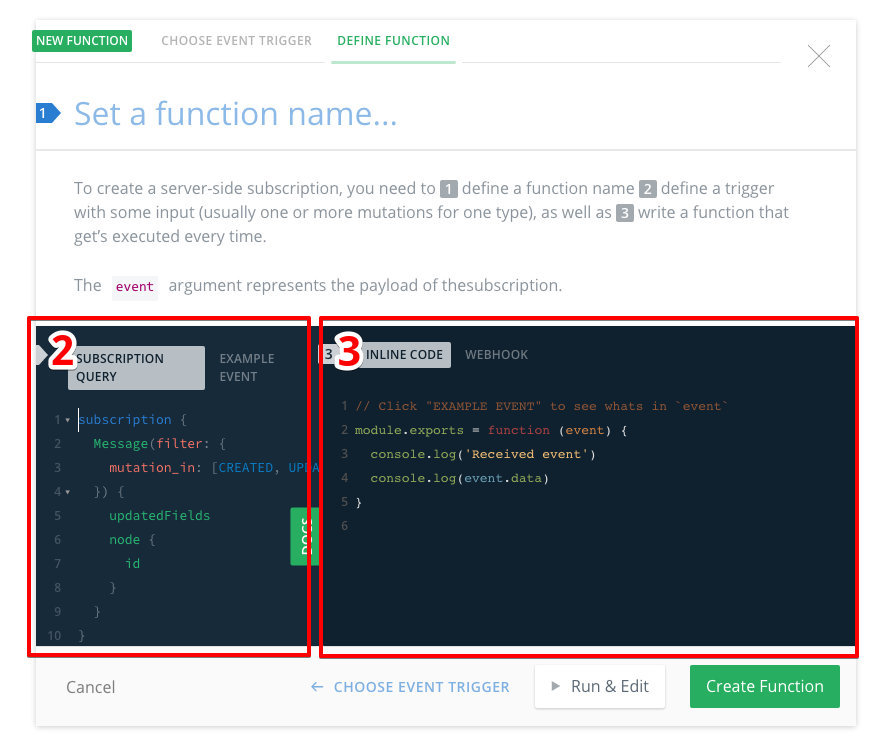 NEW FUNCTION
CHOOSE EVENT TRIGGER
DEFINE FUNCTION
1
Set a function name...
To create a server-side subscription, you need to 1 define a function name 2 define a trigger
with some input (usually one or more mutations for one type), as well as 3 write a function that
get's executed every time.
The event argument represents the payload of thesubscription.
2
SUBSCRIPTION
QUERY
EXAMPLE
EVENT
1 subscription {
2 Message(filter: {
3 mutation_in: [CREATED, UPDA
4 }) {
5 updatedFields
6 node {
7 id
8 }
9 }
10 }
DOCS
3
3
INLINE CODE
WEBHOOK
1 // Click "EXAMPLE EVENT" to see whats in `event`
2 module.exports = function (event) {
3 console.log('Received event')
4 console.log(event.data)
5 }
6
Cancel
← CHOOSE EVENT TRIGGER
Run & Edit
Create Function